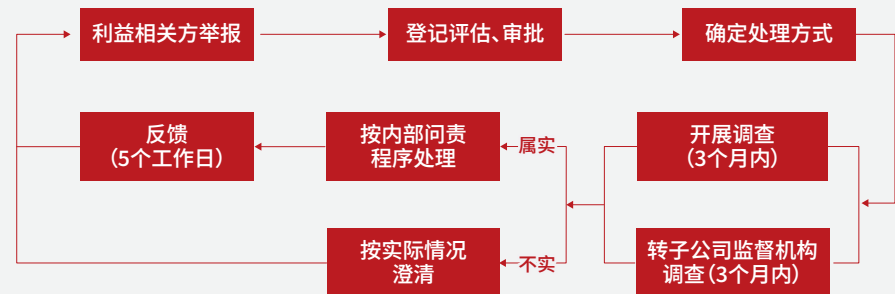 利益相关方举报
登记评估、审批
确定处理方式
反馈
（5个工作日）
按内部问责
程序处理
属实
开展调查
（3个月内）
按实际情况
澄清
不实
转子公司监督机构
调查（3个月内）